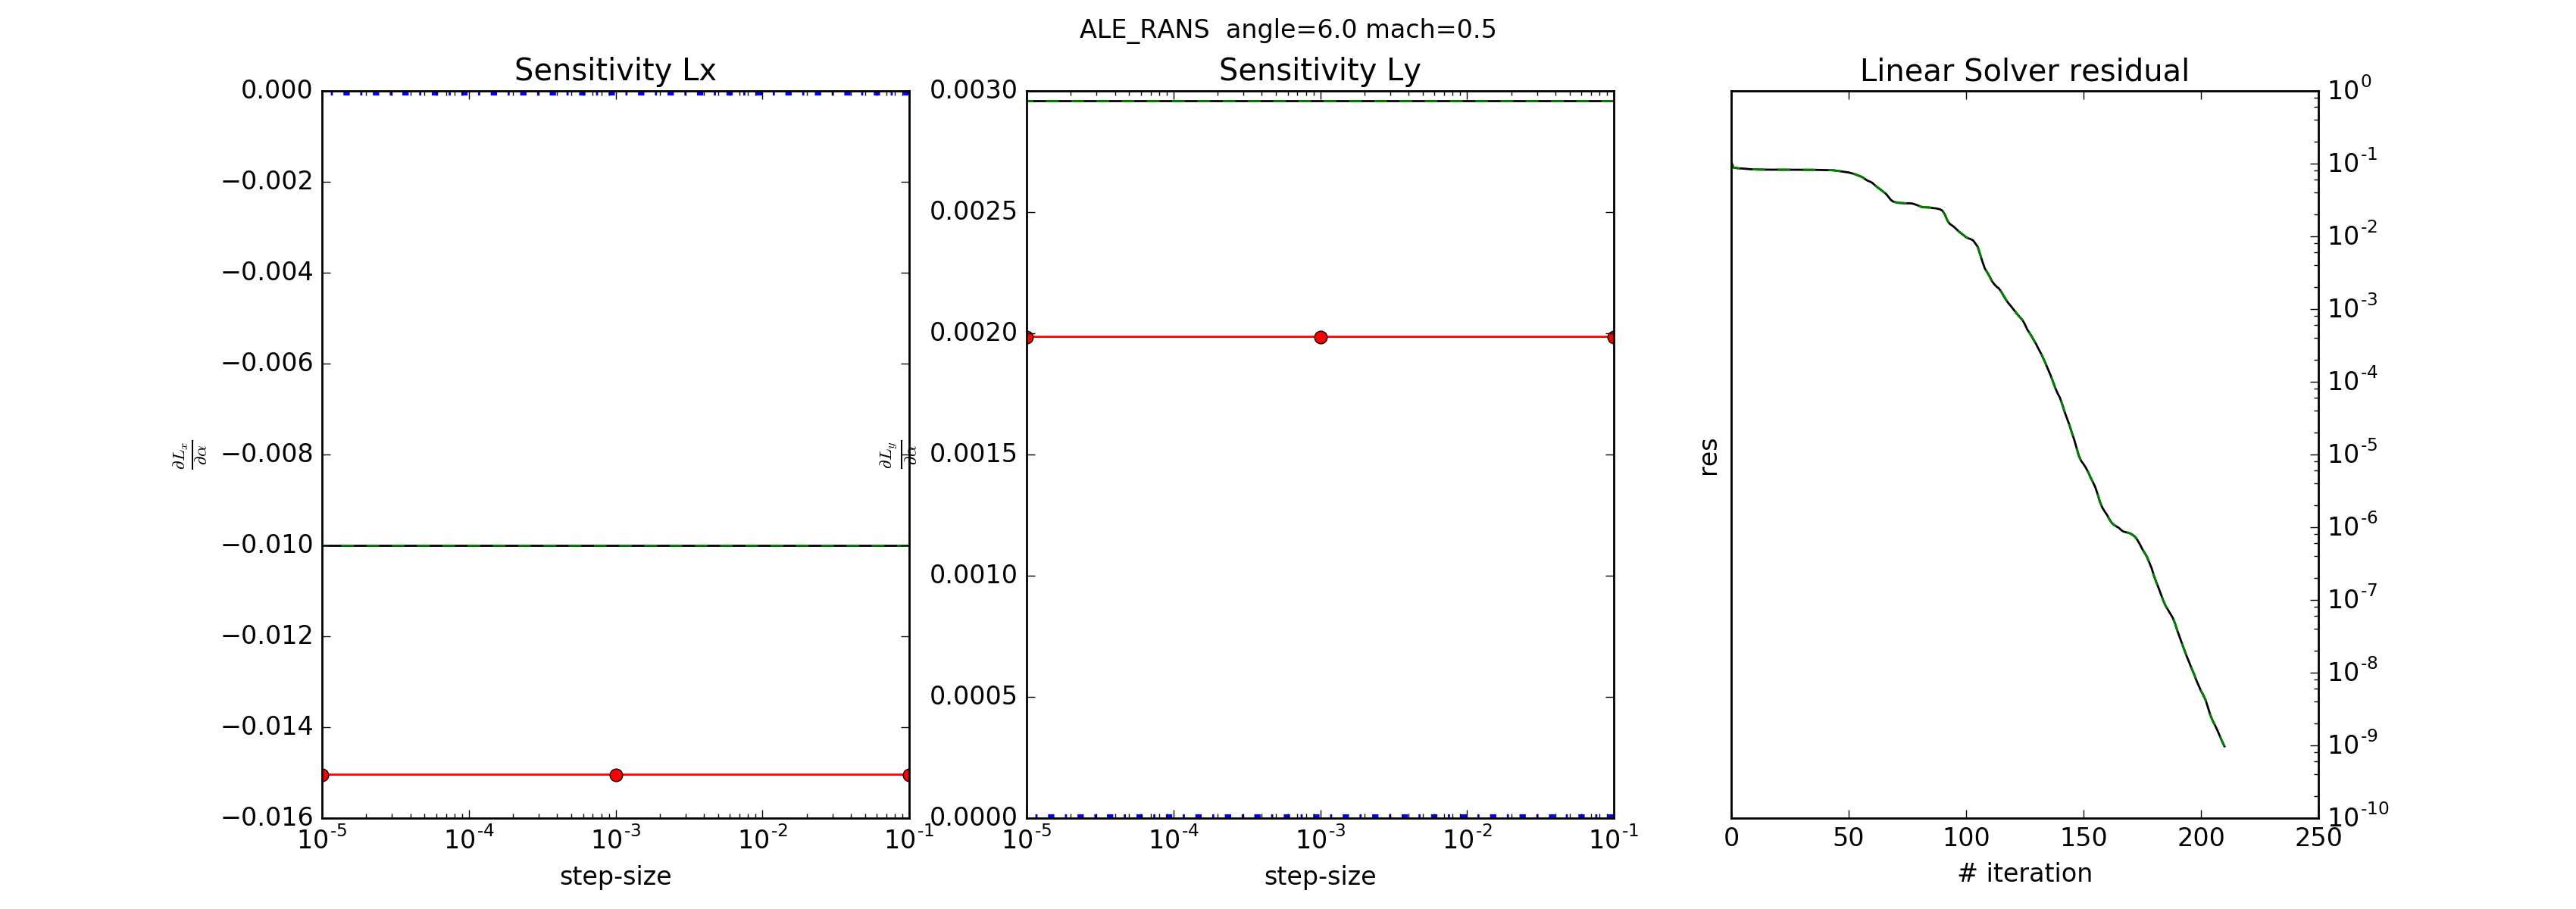 ALE_RANS  angle=6.0 mach=0.5
Sensitivity Lx
0.000
−0.002
−0.004
−0.006
−0.008
−0.010
−0.012
−0.014
−0.016
∂Lₓ/∂α
10^-5 10^-4 10^-3 10^-2 10^-1
step-size
Sensitivity Ly
0.0030
0.0025
0.0020
0.0015
0.0010
0.0005
0.0000
∂L_y/∂α
10^-5 10^-4 10^-3 10^-2 10^-1
step-size
Linear Solver residual
res
10^0
10^-1
10^-2
10^-3
10^-4
10^-5
10^-6
10^-7
10^-8
10^-9
10^-10
0 50 100 150 200 250
# iteration